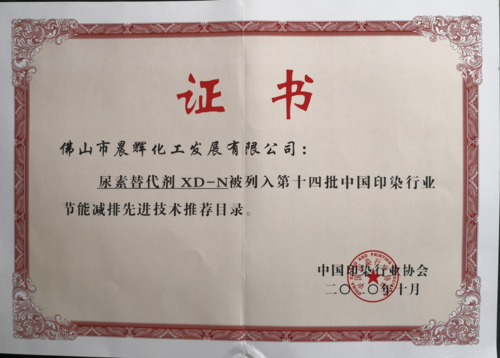 证书
佛山市晨辉化工发展有限公司：
尿素替代剂 XD-N被列入第十四批中国印染行业
节能减排先进技术推荐目录。
中国印染行业协会
二〇二〇年十月